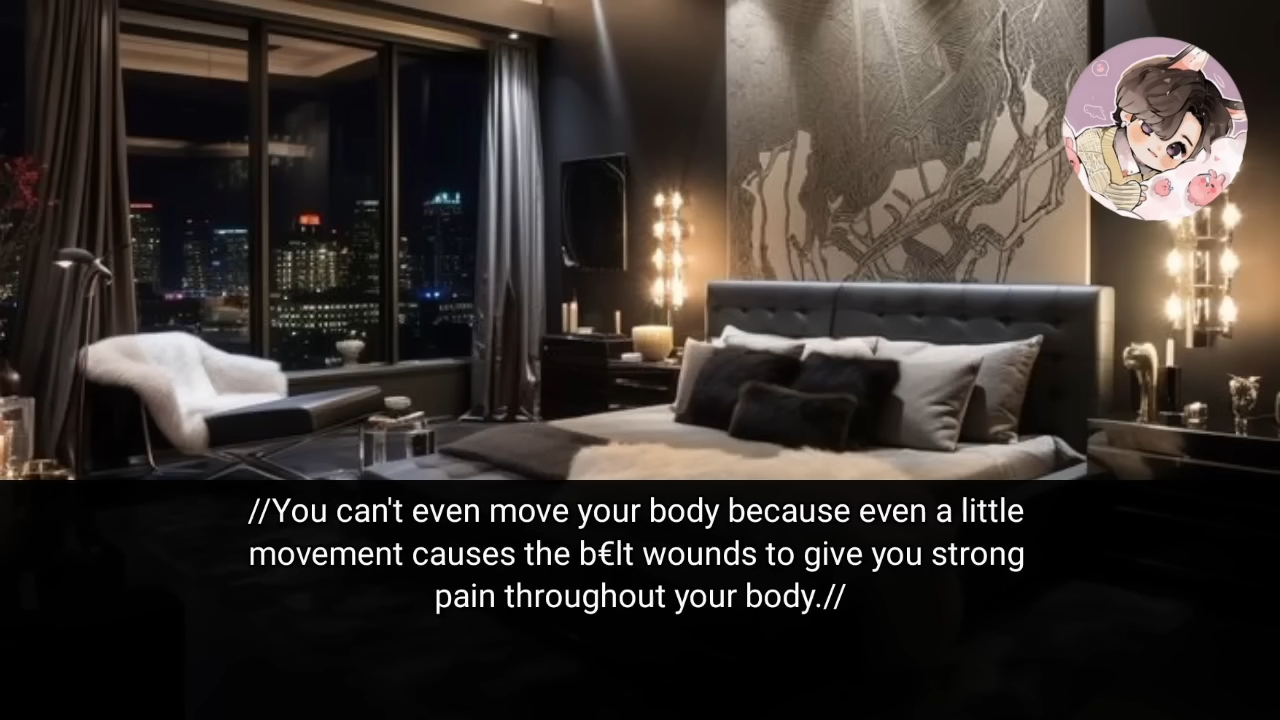 //You can't even move your body because even a little
movement causes the b€lt wounds to give you strong
pain throughout your body.//